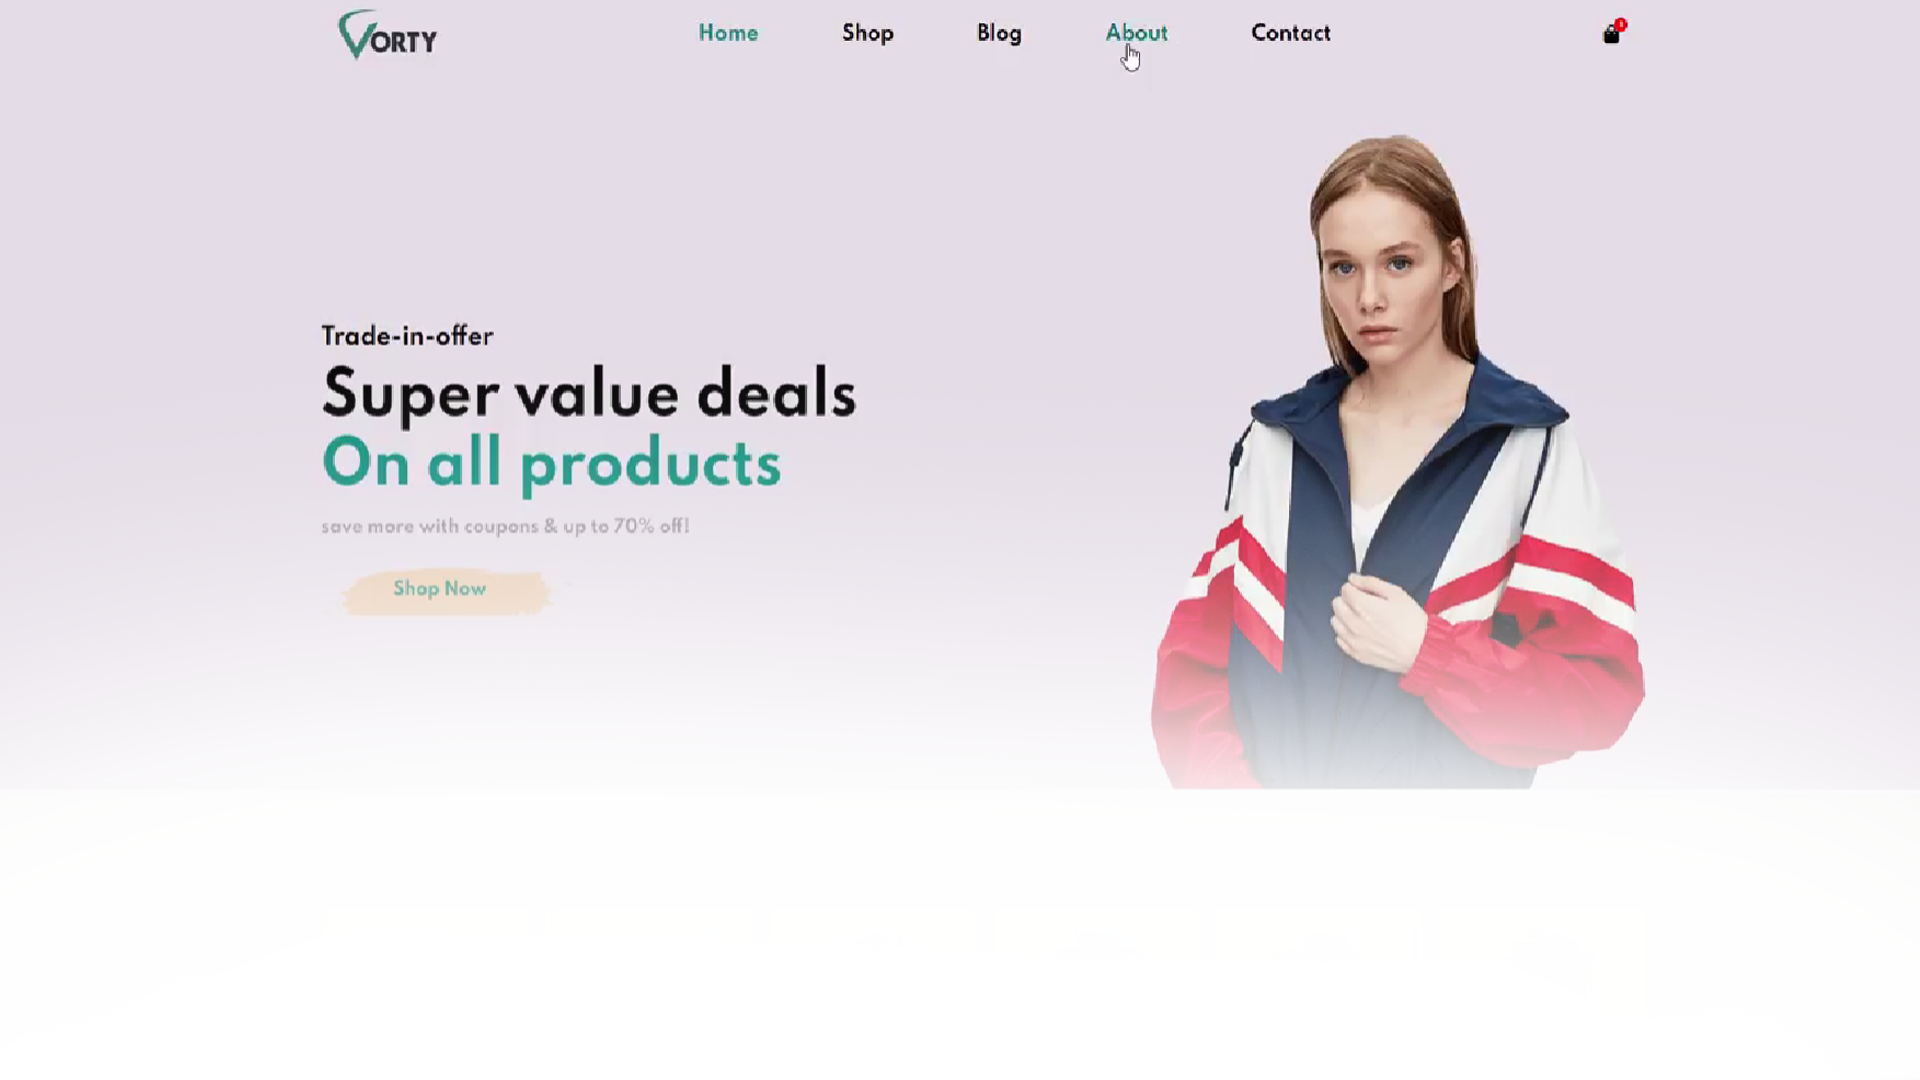 VORTY
Home Shop Blog About Contact
Trade-in-offer
Super value deals
On all products
save more with coupons & up to 70% off!
Shop Now